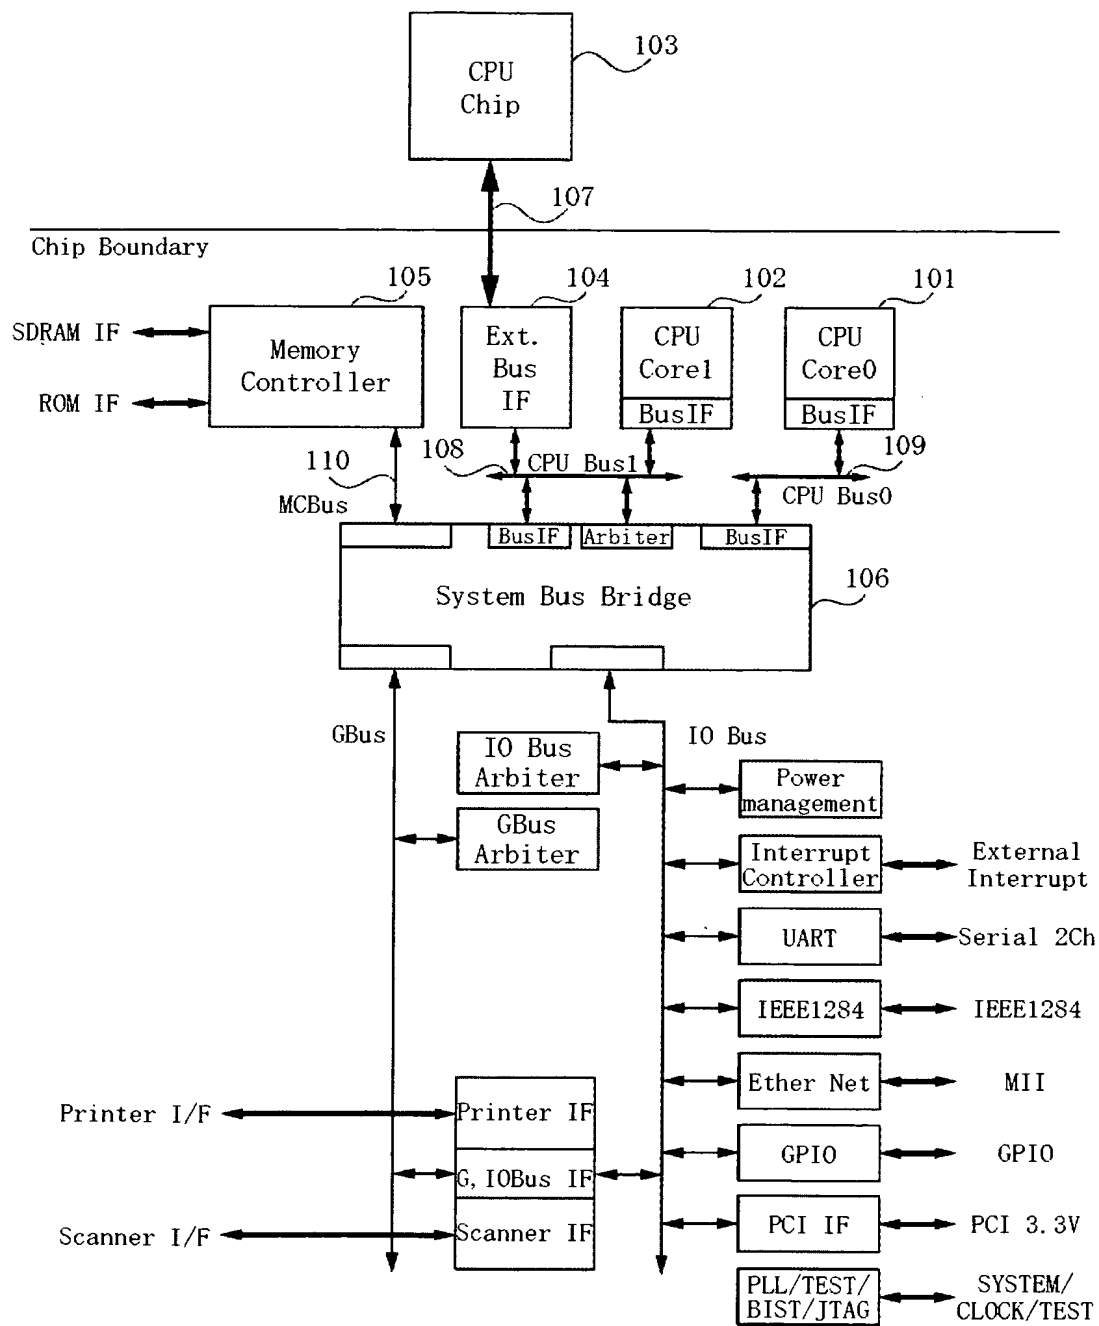 103
CPU
Chip
107
Chip Boundary
105
104
102
101
SDRAM IF
ROM IF
Memory
Controller
Ext.
Bus
IF
CPU
Core1
BusIF
CPU
Core0
BusIF
110
108
CPU Bus1
109
CPU Bus0
MCBus
BusIF
Arbiter
BusIF
System Bus Bridge
106
GBus
IO Bus
IO Bus
Arbiter
Power
management
GBus
Arbiter
Interrupt
Controller
External
Interrupt
UART
Serial 2Ch
IEEE1284
IEEE1284
Ether Net
MII
Printer I/F
Printer IF
GPIO
GPIO
G, IOBus IF
Scanner I/F
Scanner IF
PCI IF
PCI 3.3V
PLL/TEST/
BIST/JTAG
SYSTEM/
CLOCK/TEST